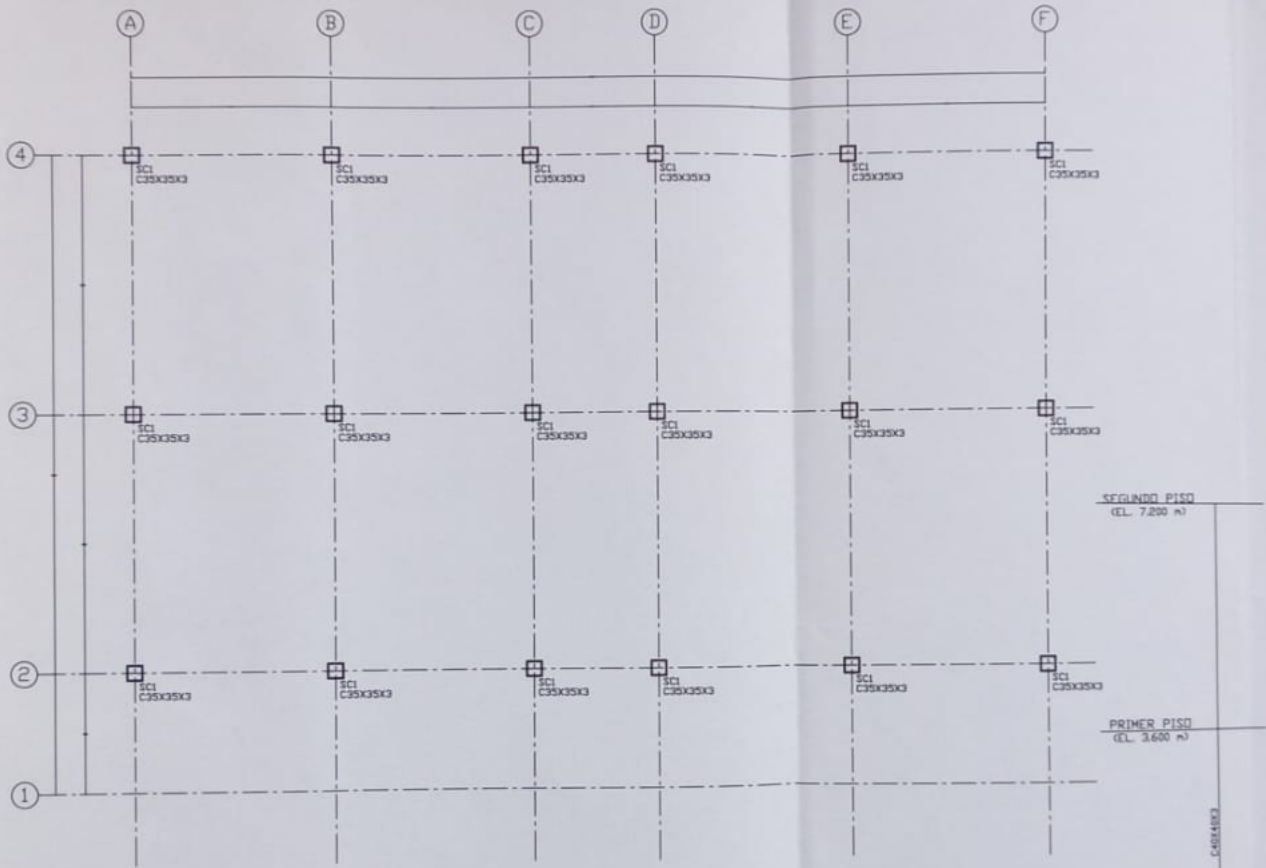 A B C D E F
4
SC1 SC1 SC1 SC1 SC1 SC1
C35X35X3 C35X35X3 C35X35X3 C35X35X3 C35X35X3 C35X35X3
3
SC1 SC1 SC1 SC1 SC1 SC1
C35X35X3 C35X35X3 C35X35X3 C35X35X3 C35X35X3 C35X35X3
SEGUNDO PISO
(EL. 7.200 m)
2
SC1 SC1 SC1 SC1 SC1 SC1
C35X35X3 C35X35X3 C35X35X3 C35X35X3 C35X35X3 C35X35X3
PRIMER PISO
(EL. 3.600 m)
1
C40X40X3